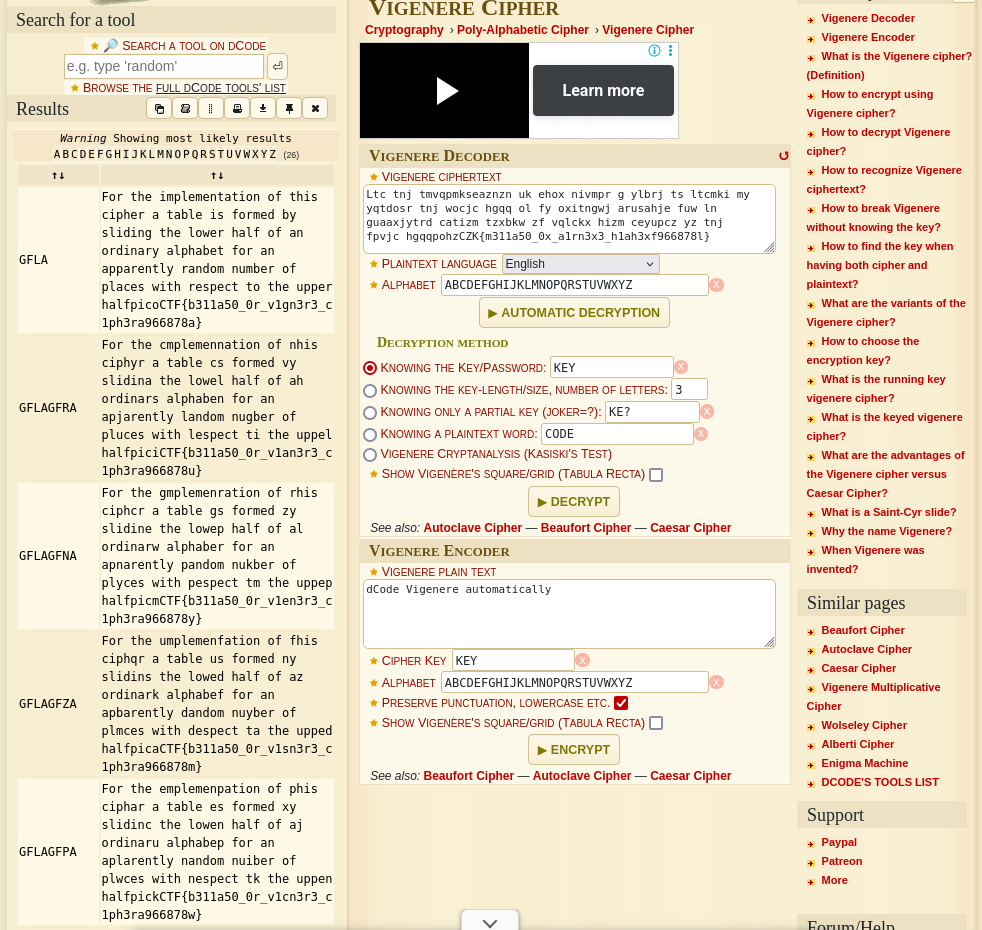 Search for a tool
🔎 SEARCH A TOOL ON DCODE
e.g. type 'random'
BROWSE THE FULL DCODE TOOLS' LIST
Results
Warning Showing most likely results
ABCDEFGHIJKLMNOPQRSTUVWXYZ (26)
↑↓ ↑↓
GFLA
For the implementation of this
cipher a table is formed by
sliding the lower half of an
ordinary alphabet for an
apparently random number of
places with respect to the upper
halfpicoCTF{b311a50_0r_v1gn3r3_c
1ph3ra966878a}
GFLAGFRA
For the cmplemennation of nhis
ciphyr a table cs formed vy
slidina the lowel half of ah
ordinars alphaben for an
apjarently landom nugber of
pluces with lespect ti the uppel
halfpiciCTF{b311a50_0r_v1an3r3_c
1ph3ra966878u}
GFLAGFNA
For the gmplemenration of rhis
ciphcr a table gs formed zy
slidine the lowep half of al
ordinarw alphaber for an
apnarently pandom nukber of
plyces with pespect tm the uppep
halfpicmCTF{b311a50_0r_v1en3r3_c
1ph3ra966878y}
GFLAGFZA
For the umplemenfation of fhis
ciphqr a table us formed ny
slidins the lowed half of az
ordinark alphabef for an
apbarently dandom nuyber of
plmces with despect ta the upped
halfpicaCTF{b311a50_0r_v1sn3r3_c
1ph3ra966878m}
GFLAGFPA
For the emplemenpation of phis
ciphar a table es formed xy
slidinc the lowen half of aj
ordinaru alphabep for an
aplarently nandom nuiber of
plwces with nespect tk the uppen
halfpickCTF{b311a50_0r_v1cn3r3_c
1ph3ra966878w}
VIGENERE CIPHER
Cryptography › Poly-Alphabetic Cipher › Vigenere Cipher
Learn more
VIGENERE DECODER
VIGENERE CIPHERTEXT
Ltc tnj tmvqpmkseaznzn uk ehox nivmpr g ylbrj ts ltcmki my
yqtdosr tnj wocjc hgqq ol fy oxitngwj arusahje fuw ln
guaaxjytrd catizm tzxbkw zf vqlckx hizm ceyupcz yz tnj
fpvjc hgqqpohzCZK{m311a50_0x_a1rn3x3_h1ah3xf966878l}
PLAINTEXT LANGUAGE English
ALPHABET ABCDEFGHIJKLMNOPQRSTUVWXYZ X
▶ AUTOMATIC DECRYPTION
DECRYPTION METHOD
KNOWING THE KEY/PASSWORD: KEY X
KNOWING THE KEY-LENGTH/SIZE, NUMBER OF LETTERS: 3
KNOWING ONLY A PARTIAL KEY (JOKER=?): KE? X
KNOWING A PLAINTEXT WORD: CODE X
VIGENERE CRYPTANALYSIS (KASISKI'S TEST)
SHOW VIGENÈRE'S SQUARE/GRID (TABULA RECTA)
▶ DECRYPT
See also: Autoclave Cipher — Beaufort Cipher — Caesar Cipher
VIGENERE ENCODER
VIGENERE PLAIN TEXT
dCode Vigenere automatically
CIPHER KEY KEY X
ALPHABET ABCDEFGHIJKLMNOPQRSTUVWXYZ X
PRESERVE PUNCTUATION, LOWERCASE ETC.
SHOW VIGENÈRE'S SQUARE/GRID (TABULA RECTA)
▶ ENCRYPT
See also: Beaufort Cipher — Autoclave Cipher — Caesar Cipher
Vigenere Decoder
Vigenere Encoder
What is the Vigenere cipher?
(Definition)
How to encrypt using
Vigenere cipher?
How to decrypt Vigenere
cipher?
How to recognize Vigenere
ciphertext?
How to break Vigenere
without knowing the key?
How to find the key when
having both cipher and
plaintext?
What are the variants of the
Vigenere cipher?
How to choose the
encryption key?
What is the running key
vigenere cipher?
What is the keyed vigenere
cipher?
What are the advantages of
the Vigenere cipher versus
Caesar Cipher?
What is a Saint-Cyr slide?
Why the name Vigenere?
When Vigenere was
invented?
Similar pages
Beaufort Cipher
Autoclave Cipher
Caesar Cipher
Vigenere Multiplicative
Cipher
Wolseley Cipher
Alberti Cipher
Enigma Machine
DCODE'S TOOLS LIST
Support
Paypal
Patreon
More
Forum/Help